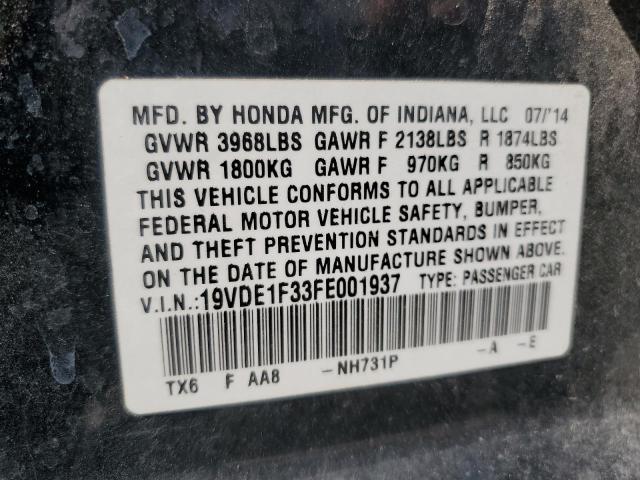 MFD. BY HONDA MFG. OF INDIANA, LLC 07/'14
GVWR 3968LBS GAWR F 2138LBS R 1874LBS
GVWR 1800KG GAWR F 970KG R 850KG
THIS VEHICLE CONFORMS TO ALL APPLICABLE
FEDERAL MOTOR VEHICLE SAFETY, BUMPER,
AND THEFT PREVENTION STANDARDS IN EFFECT
ON THE DATE OF MANUFACTURE SHOWN ABOVE.
V.I.N.:19VDE1F33FE001937 TYPE: PASSENGER CAR
TX6 F AA8 -NH731P -A -E